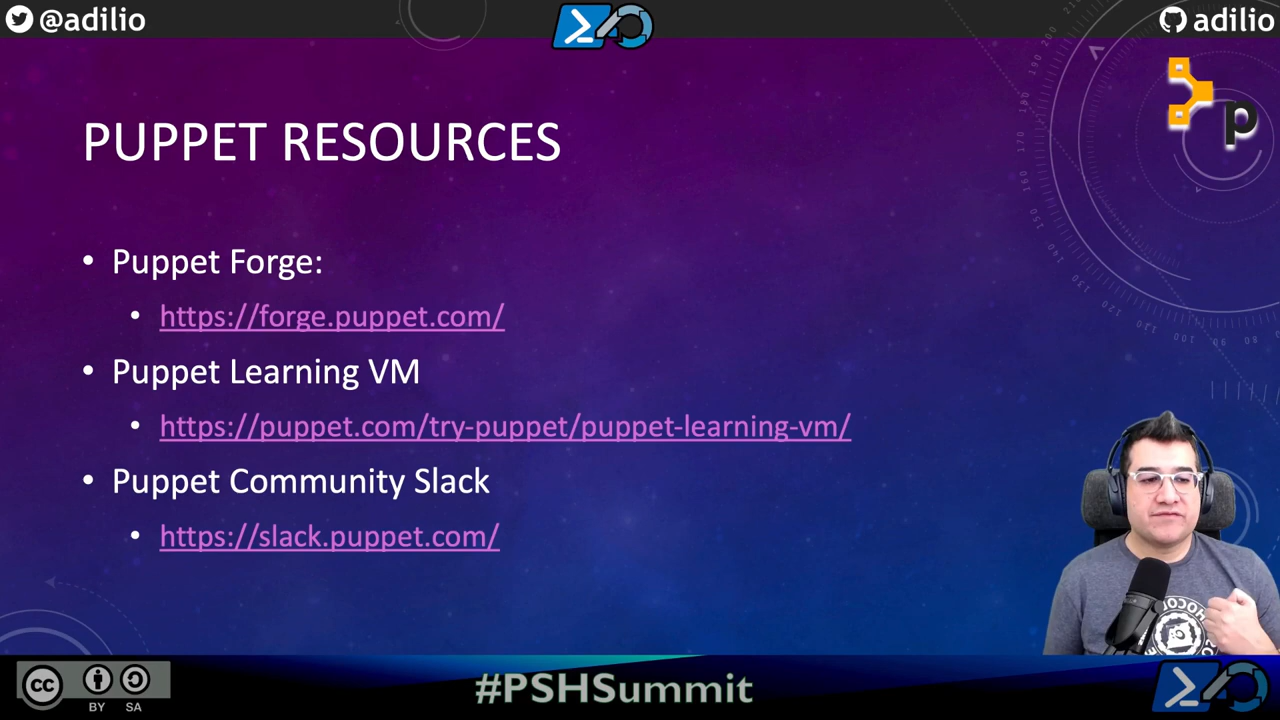 @adilio
adilio
p
PUPPET RESOURCES
• Puppet Forge:
• https://forge.puppet.com/
• Puppet Learning VM
• https://puppet.com/try-puppet/puppet-learning-vm/
• Puppet Community Slack
• https://slack.puppet.com/
cc
BY SA
#PSHSummit